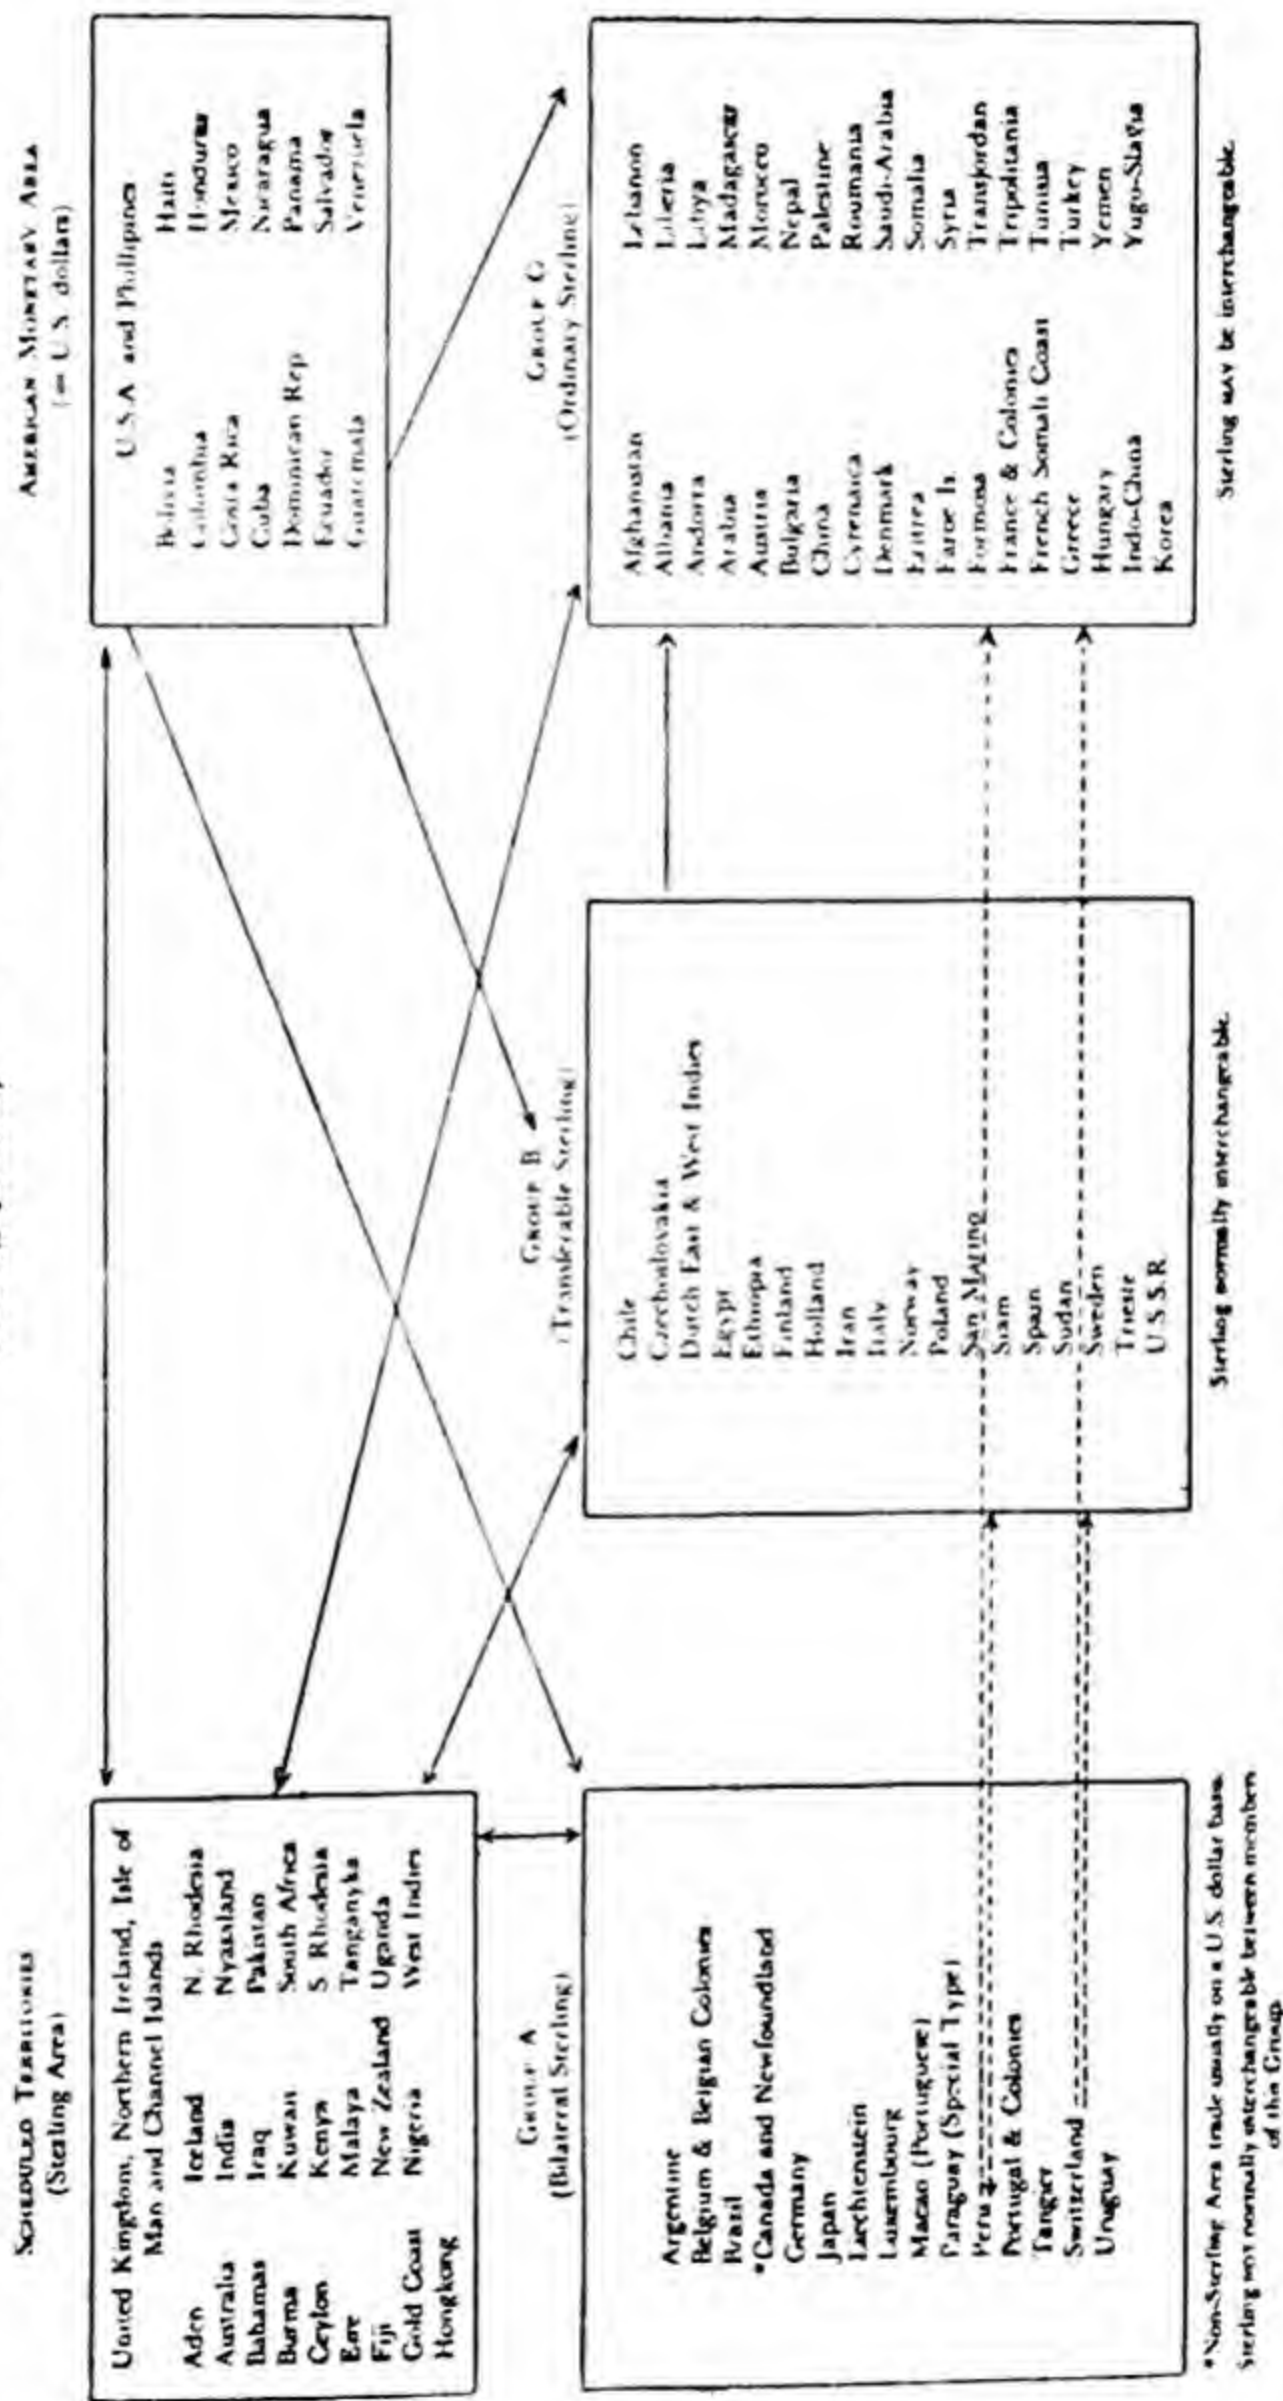 SCHEDULED TERRITORIES
(Sterling Area)
United Kingdom, Northern Ireland, Isle of
Man and Channel Islands
Aden Iceland N. Rhodesia
Australia India Nyasaland
Bahamas Iraq Pakistan
Burma Kuwait South Africa
Ceylon Kenya S. Rhodesia
Eire Malaya Tanganyka
Fiji New Zealand Uganda
Gold Coast Nigeria West Indies
Hongkong
AMERICAN MONETARY AREA
U.S. dollars)
U.S.A. and Phillipines
Bolivia Haiti
Colombia Honduras
Costa Rica Mexico
Cuba Nicaragua
Dominican Rep. Panama
Ecuador Salvador
Guatemala Venezuela
GROUP A
(Bilateral Sterling)
Argentine
Belgium & Belgian Colonies
Brazil
*Canada and Newfoundland
Germany
Japan
Liechtenstein
Luxembourg
Macao (Portuguese)
Paraguay (Special Type)
Peru
Portugal & Colonies
Tangier
Switzerland
Uruguay
*Non-Sterling Area trade usually on a U.S. dollar basis.
Sterling NOT normally interchangeable between members
of this Group.
GROUP B
(Transferable Sterling)
Chile
Czechoslovakia
Dutch East & West Indies
Egypt
Ethiopia
Finland
Holland
Iran
Italy
Norway
Poland
San Marino
Siam
Spain
Sudan
Sweden
Trieste
U.S.S.R.
Sterling normally interchangeable.
GROUP C
(Ordinary Sterling)
Afghanistan Lebanon
Albania Liberia
Andorra Libya
Arabia Madagascar
Austria Morocco
Bulgaria Nepal
China Palestine
Cyrenaica Roumania
Denmark Saudi-Arabia
Eritrea Somalia
Faroe Is. Syria
Formosa Transjordan
France & Colonies Tripolitania
French Somali Coast Tunisia
Greece Turkey
Hungary Yemen
Indo-China Yugo-Slavia
Korea
Sterling MAY be interchangeable.